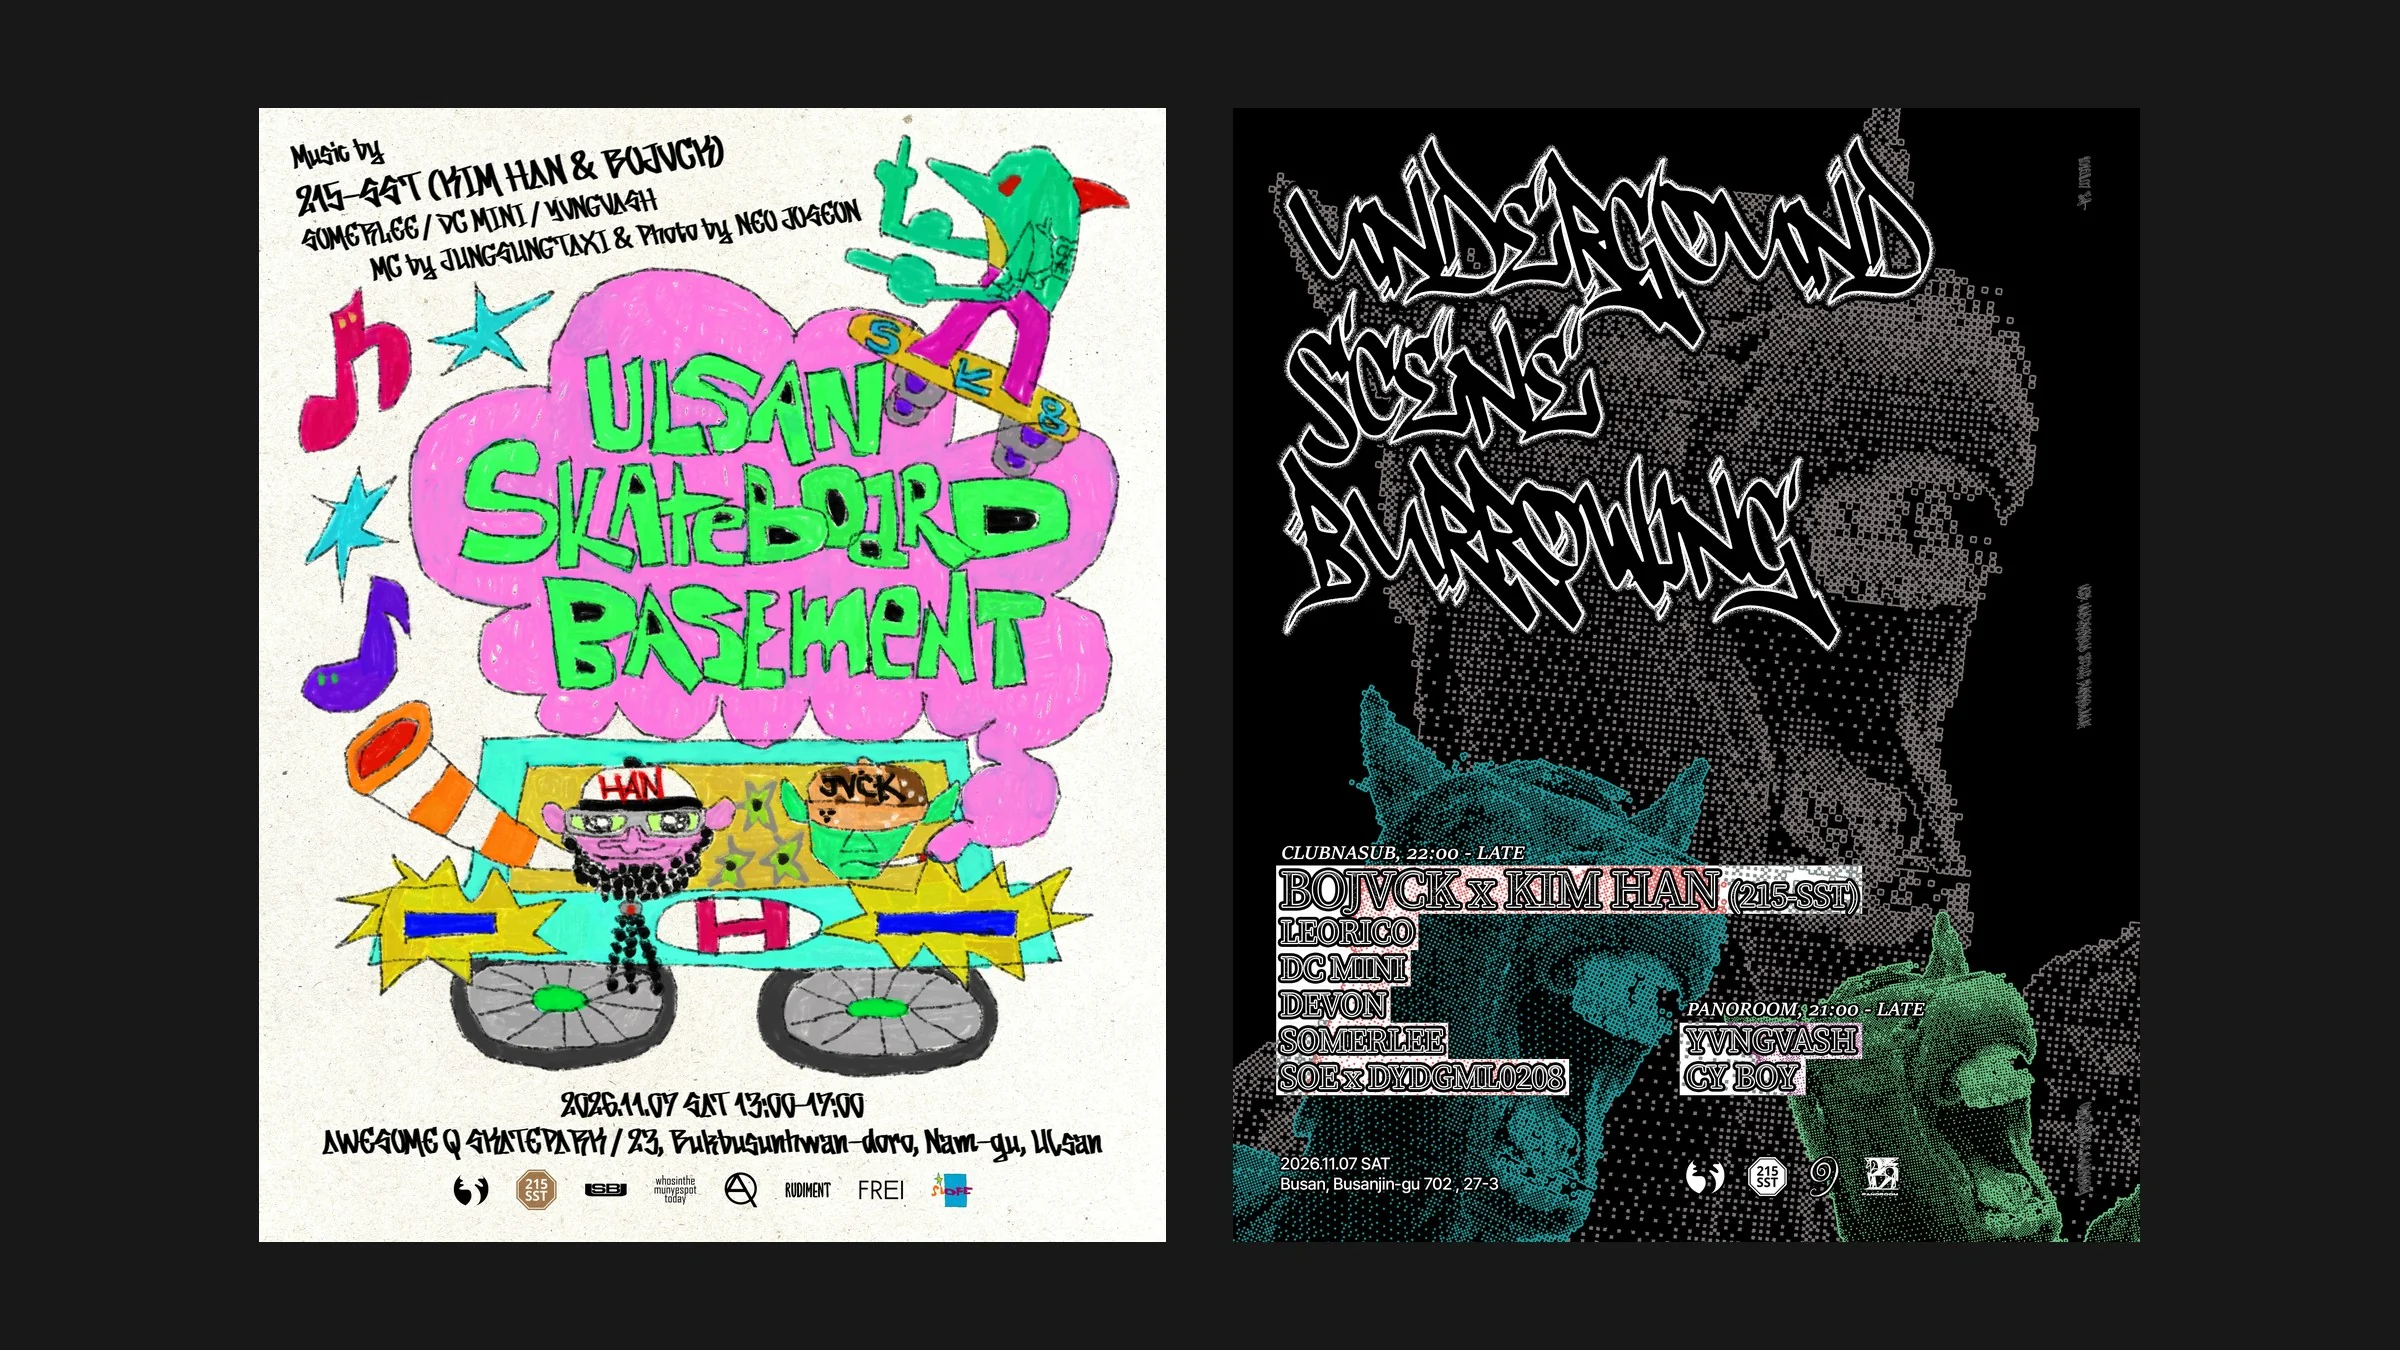 Music by
215-SST (KIM HAN & BOJVCK)
SOMERLEE / DC MINI / YVNGVASH
MC by JUNGSUNGTAXI & Photo by NEO JOSEON
SK8
ULSAN
SKAteBOaRD
BASEmeNT
HAN
JVCK
H
2026.11.07 SAT 13:00-17:00
AWESOME Q SKATEPARK / 23, Bukbusunhwan-doro, Nam-gu, Ulsan
215
SST
USBJ
whosinthe
munyespot
today
RUDIMENT
FREI
UNDERGOUND
SCENE
BURROWING
CLUBNASUB, 22:00 - LATE
BOJVCK x KIM HAN (215-SST)
LEORICO
DC MINI
DEVON
SOMERLEE
SOE x DYDGML0208
PANOROOM, 21:00 - LATE
YVNGVASH
CY BOY
2026.11.07 SAT
Busan, Busanjin-gu 702 , 27-3
215
SST
PANOROOM